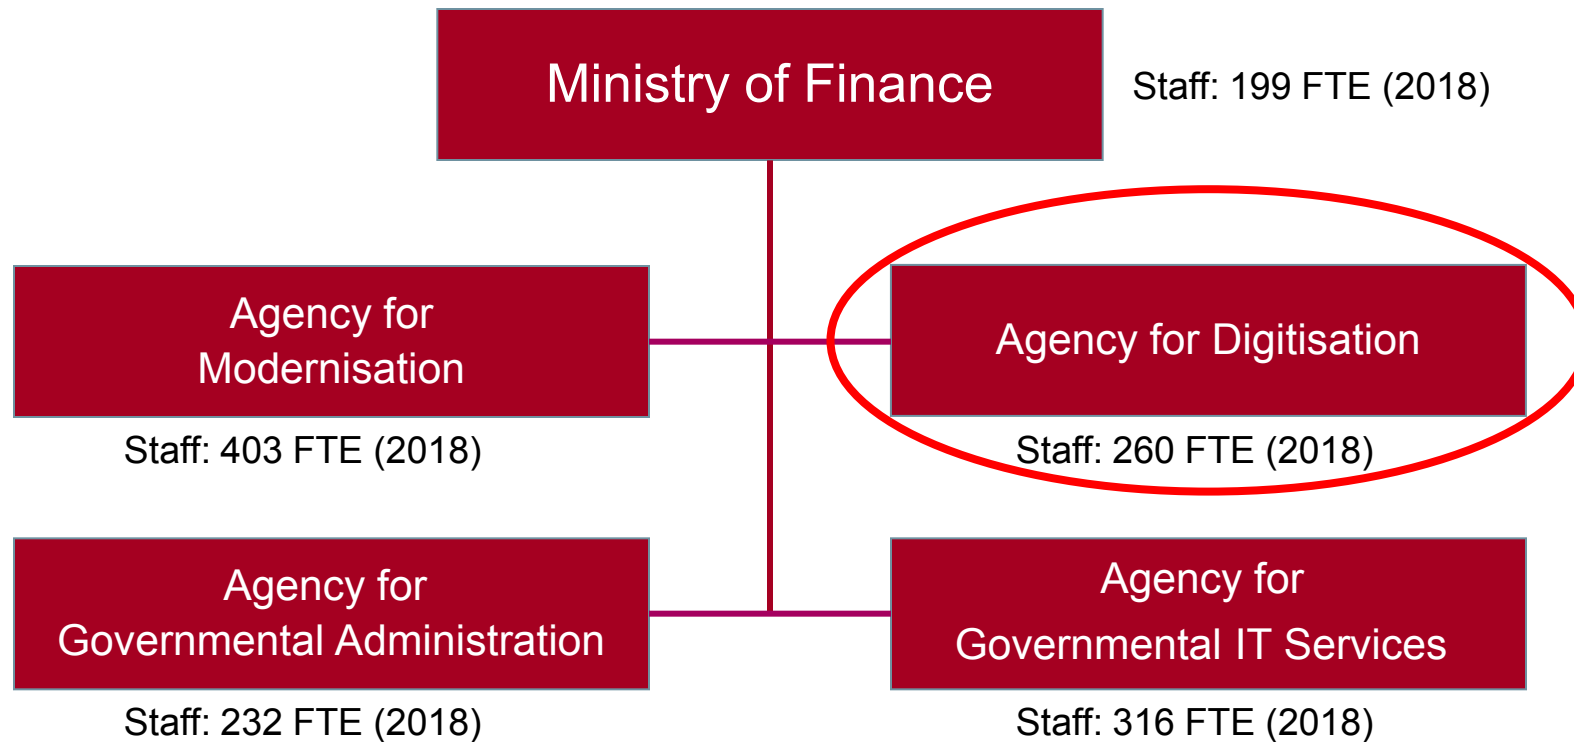 Ministry of Finance
Staff: 199 FTE (2018)
Agency for
Modernisation
Staff: 403 FTE (2018)
Agency for Digitisation
Staff: 260 FTE (2018)
Agency for
Governmental Administration
Staff: 232 FTE (2018)
Agency for
Governmental IT Services
Staff: 316 FTE (2018)